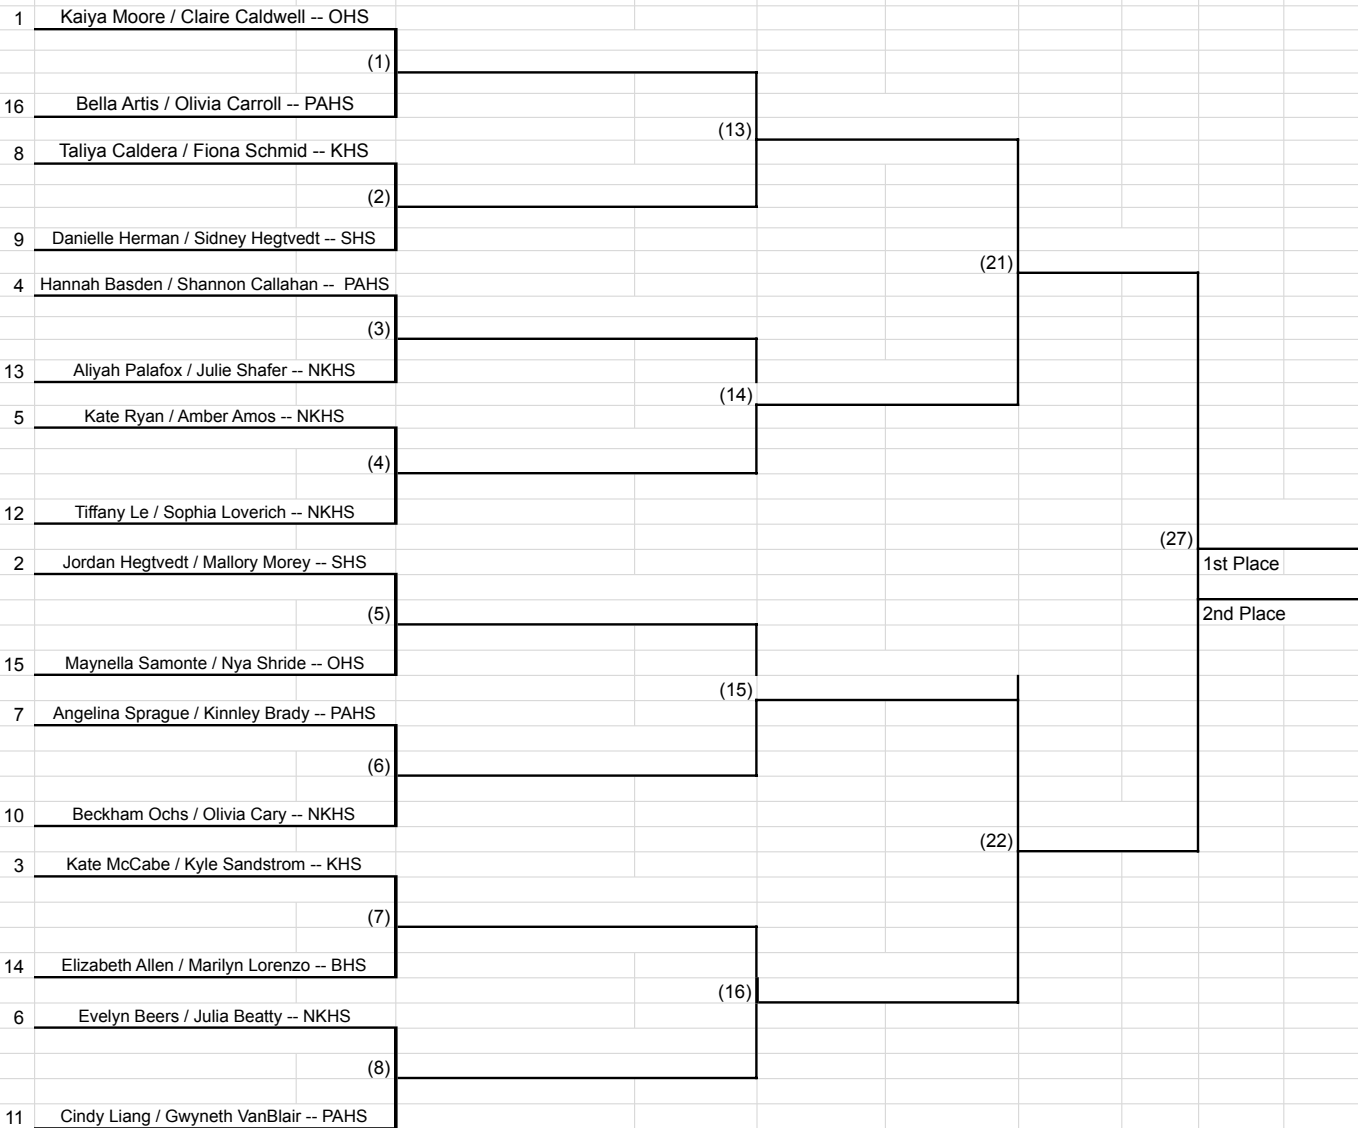 1 Kaiya Moore / Claire Caldwell -- OHS
(1)
16 Bella Artis / Olivia Carroll -- PAHS
(13)
8 Taliya Caldera / Fiona Schmid -- KHS
(2)
9 Danielle Herman / Sidney Hegtvedt -- SHS
(21)
4 Hannah Basden / Shannon Callahan -- PAHS
(3)
13 Aliyah Palafox / Julie Shafer -- NKHS
(14)
5 Kate Ryan / Amber Amos -- NKHS
(4)
12 Tiffany Le / Sophia Loverich -- NKHS
(27)
2 Jordan Hegtvedt / Mallory Morey -- SHS
1st Place
(5)
2nd Place
15 Maynella Samonte / Nya Shride -- OHS
(15)
7 Angelina Sprague / Kinnley Brady -- PAHS
(6)
10 Beckham Ochs / Olivia Cary -- NKHS
(22)
3 Kate McCabe / Kyle Sandstrom -- KHS
(7)
14 Elizabeth Allen / Marilyn Lorenzo -- BHS
(16)
6 Evelyn Beers / Julia Beatty -- NKHS
(8)
11 Cindy Liang / Gwyneth VanBlair -- PAHS